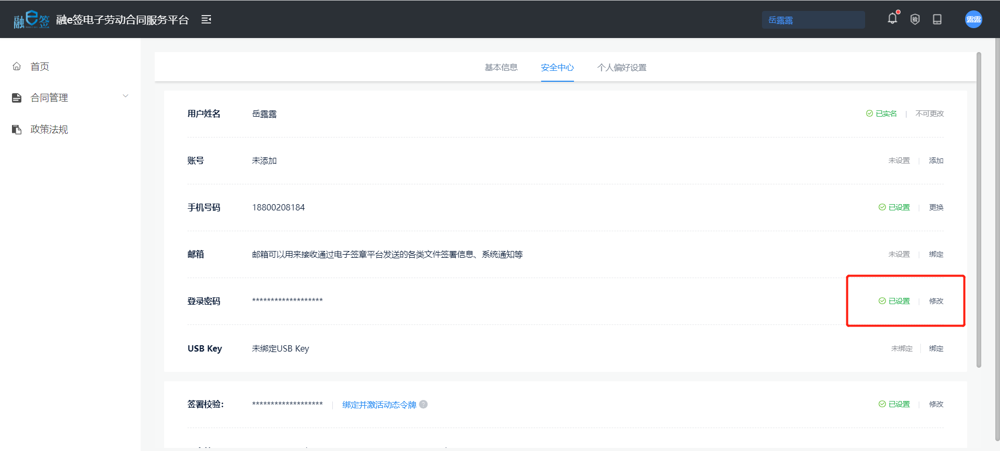 融e签 融e签电子劳动合同服务平台 岳露露 露露
首页
合同管理
政策法规
基本信息 安全中心 个人偏好设置
用户姓名 岳露露 已实名 | 不可更改
账号 未添加 未设置 | 添加
手机号码 18800208184 已设置 | 更换
邮箱 邮箱可以用来接收通过电子签章平台发送的各类文件签署信息、系统通知等 未设置 | 绑定
登录密码 ******************* 已设置 | 修改
USB Key 未绑定USB Key 未绑定 | 绑定
签署校验: ******************* | 绑定并激活动态令牌 ? 已设置 | 修改